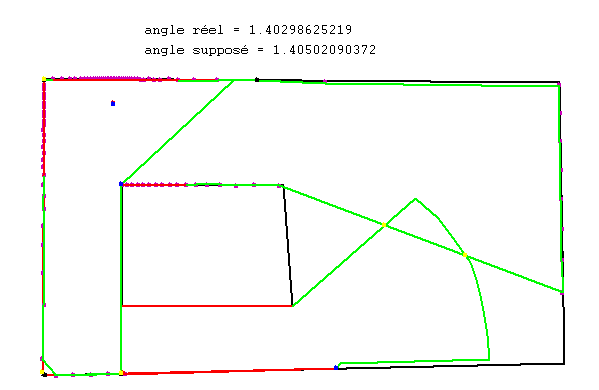 angle réel = 1.40298625219
angle supposé = 1.40502090372